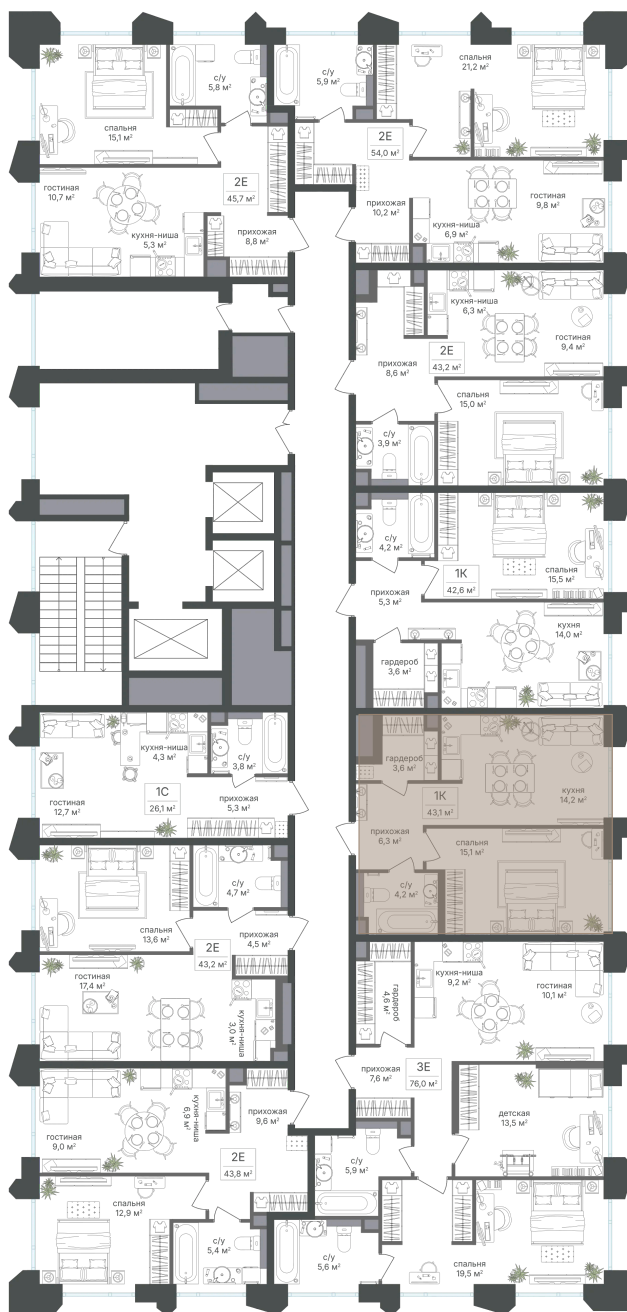 с/у
5,8 м²
с/у
5,9 м²
спальня
21,2 м²
спальня
15,1 м²
2Е
54,0 м²
гостиная
10,7 м²
2Е
45,7 м²
прихожая
10,2 м²
гостиная
9,8 м²
кухня-ниша
5,3 м²
прихожая
8,8 м²
кухня-ниша
6,9 м²
кухня-ниша
6,3 м²
гостиная
9,4 м²
прихожая
8,6 м²
2Е
43,2 м²
спальня
15,0 м²
с/у
3,9 м²
с/у
4,2 м²
спальня
15,5 м²
1К
42,6 м²
прихожая
5,3 м²
кухня
14,0 м²
гардероб
3,6 м²
кухня-ниша
4,3 м²
с/у
3,8 м²
гардероб
3,6 м²
кухня
14,2 м²
1С
26,1 м²
гостиная
12,7 м²
прихожая
5,3 м²
1К
43,1 м²
прихожая
6,3 м²
спальня
15,1 м²
с/у
4,7 м²
с/у
4,2 м²
спальня
13,6 м²
2Е
43,2 м²
прихожая
4,5 м²
гостиная
17,4 м²
кухня-ниша
3,0 м²
гардероб
4,6 м²
кухня-ниша
9,2 м²
гостиная
10,1 м²
прихожая
7,6 м²
3Е
76,0 м²
гостиная
9,0 м²
кухня-ниша
6,9 м²
прихожая
9,6 м²
детская
13,5 м²
2Е
43,8 м²
с/у
5,9 м²
спальня
12,9 м²
с/у
5,4 м²
с/у
5,6 м²
спальня
19,5 м²